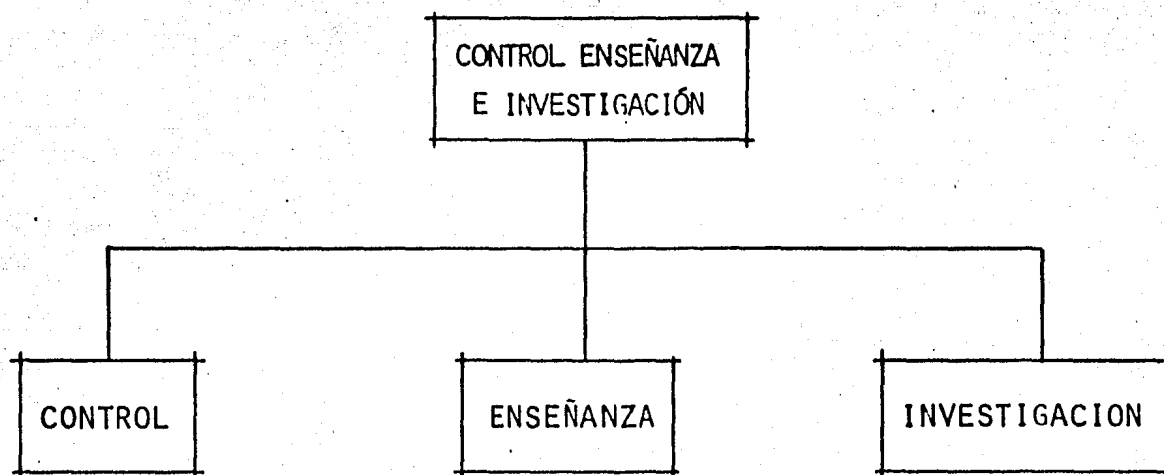 CONTROL ENSEÑANZA
E INVESTIGACIÓN
CONTROL
ENSEÑANZA
INVESTIGACION